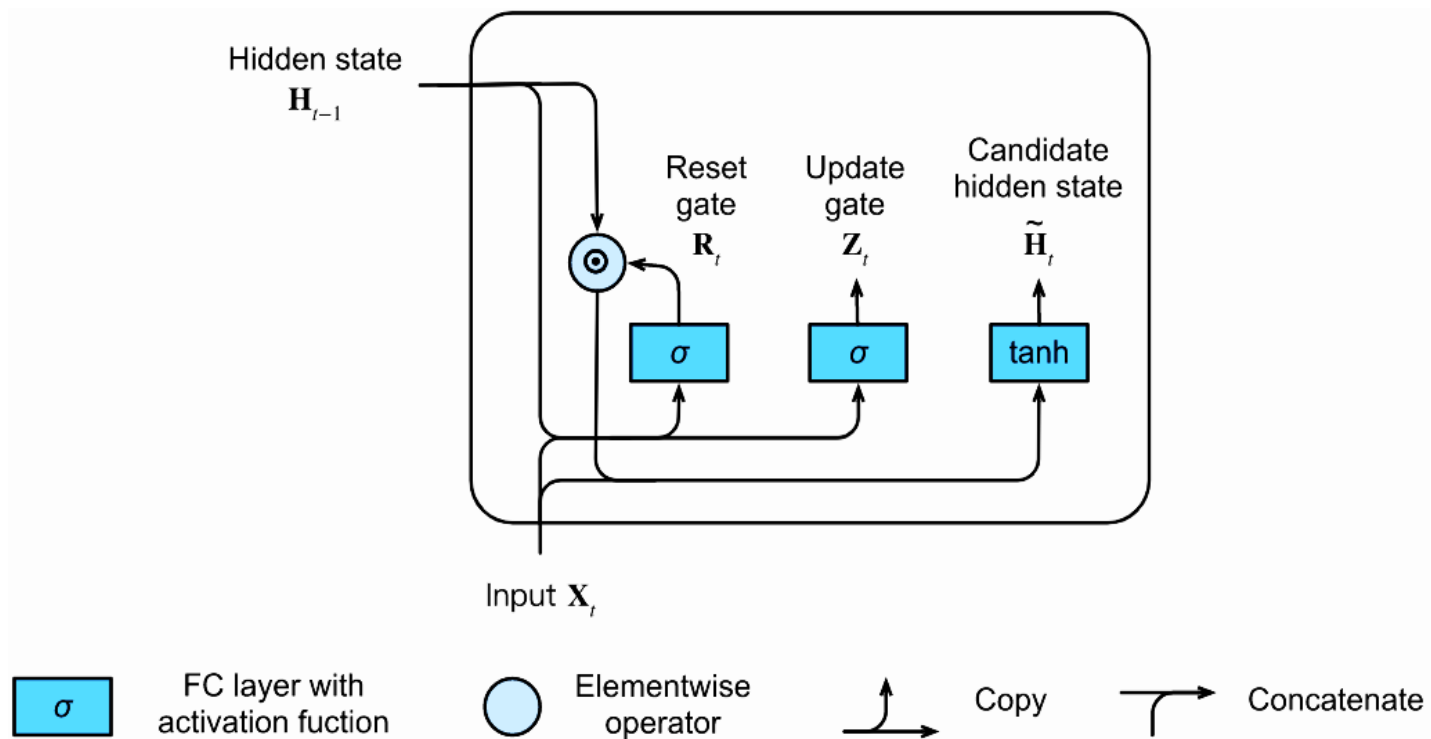 Hidden state
H_{t−1}
Reset
gate
R_t
Update
gate
Z_t
Candidate
hidden state
H̃_t
⊙
σ
σ
tanh
Input X_t
σ
FC layer with
activation fuction
Elementwise
operator
Copy
Concatenate